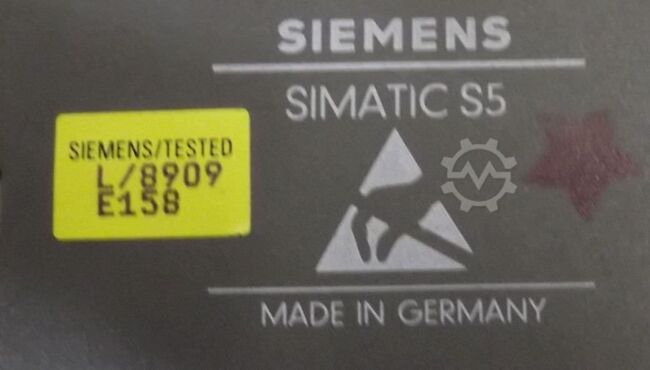 SIEMENS
SIMATIC S5
SIEMENS/TESTED
L/8909
E158
MADE IN GERMANY